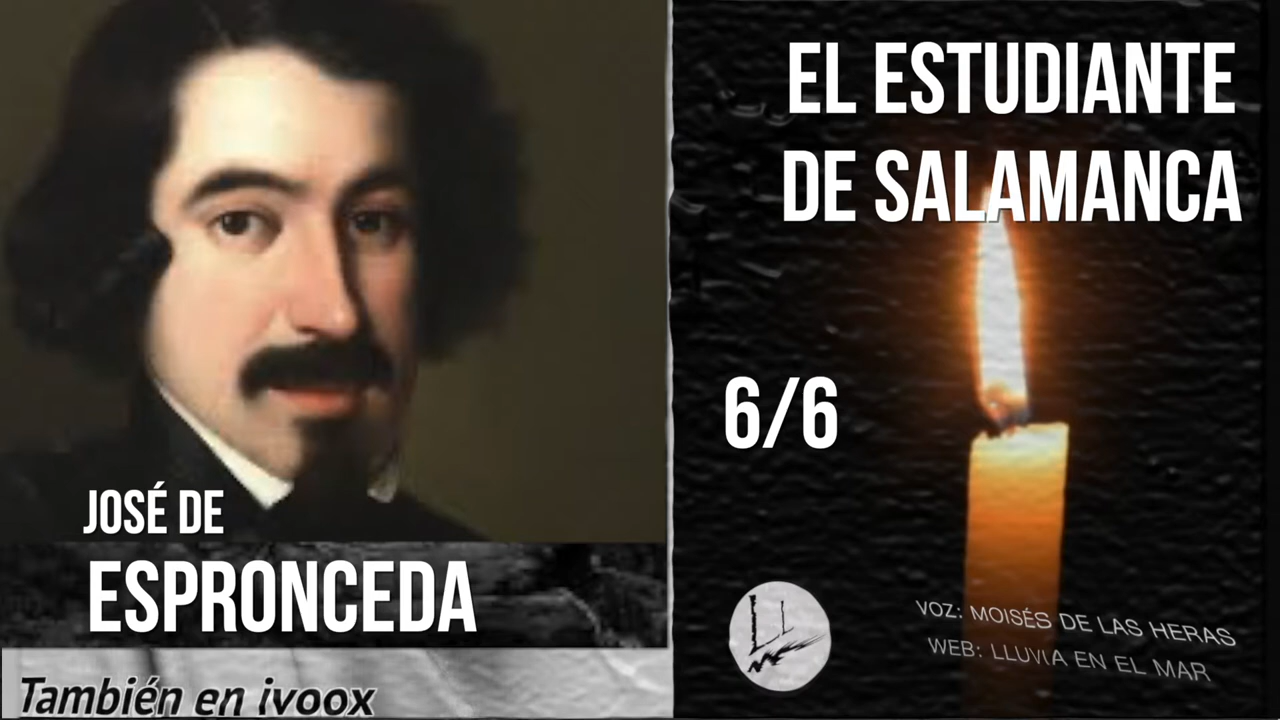 JOSÉ DE
ESPRONCEDA
También en ivoox
EL ESTUDIANTE
DE SALAMANCA
6/6
LL
VOZ: MOISÉS DE LAS HERAS
WEB: LLUVIA EN EL MAR